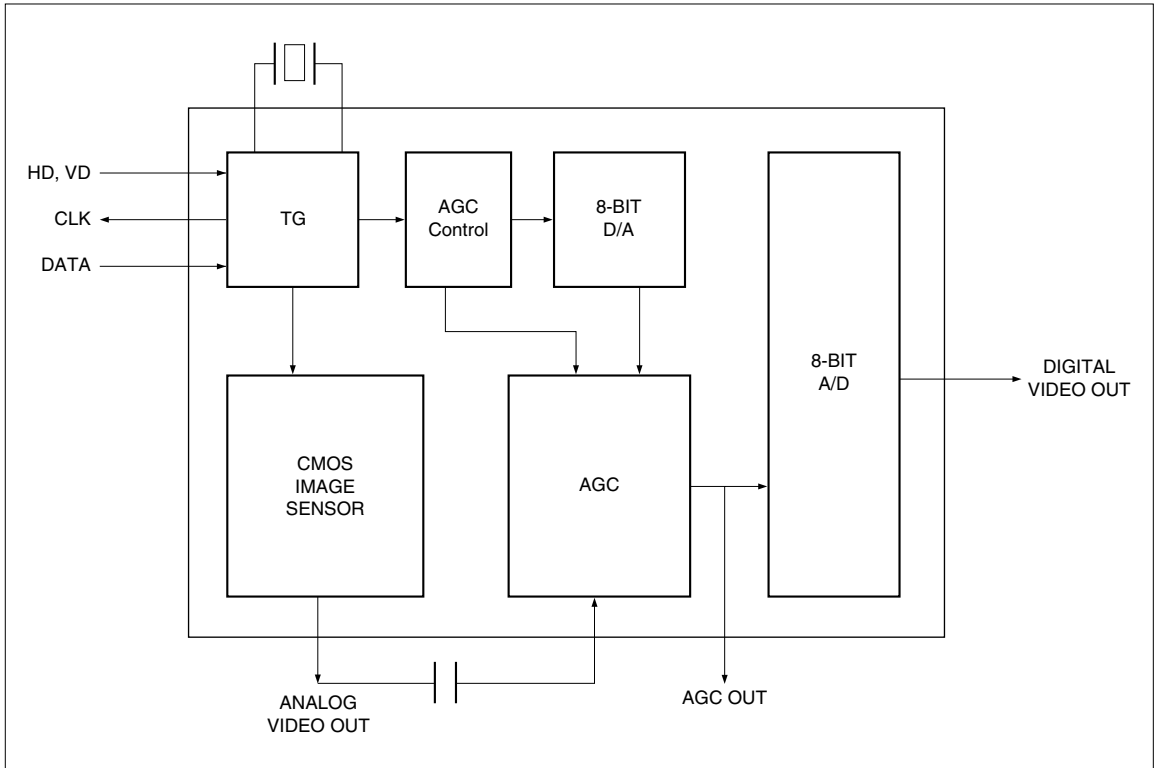 HD, VD
CLK
DATA
TG
AGC
Control
8-BIT
D/A
8-BIT
A/D
DIGITAL
VIDEO OUT
CMOS
IMAGE
SENSOR
AGC
ANALOG
VIDEO OUT
AGC OUT